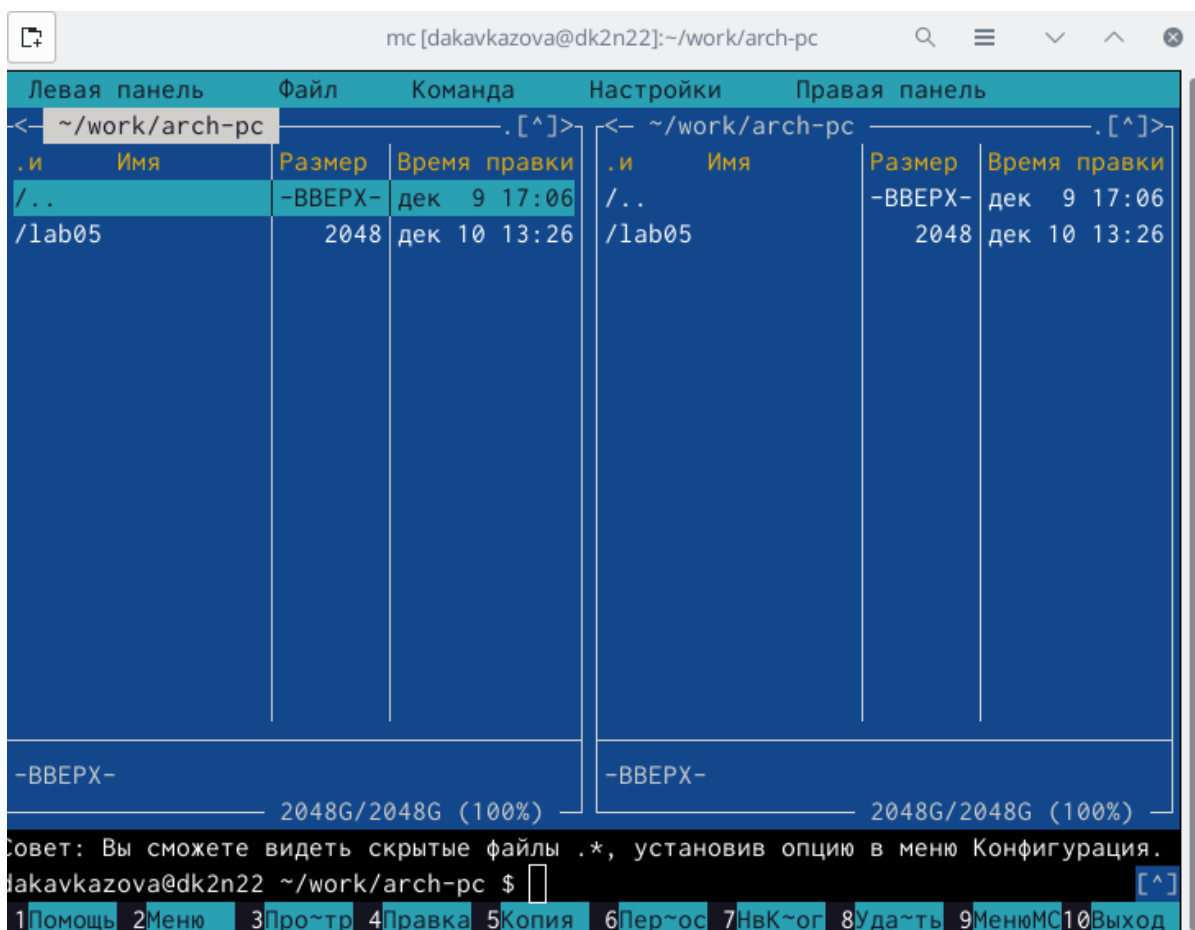 mc [dakavkazova@dk2n22]:~/work/arch-pc
Левая панель Файл Команда Настройки Правая панель
<— ~/work/arch-pc .[^]> <— ~/work/arch-pc .[^]>
.и Имя Размер Время правки .и Имя Размер Время правки
/.. -ВВЕРХ- дек 9 17:06 /.. -ВВЕРХ- дек 9 17:06
/lab05 2048 дек 10 13:26 /lab05 2048 дек 10 13:26
-ВВЕРХ- -ВВЕРХ-
2048G/2048G (100%) 2048G/2048G (100%)
Совет: Вы сможете видеть скрытые файлы .*, установив опцию в меню Конфигурация.
dakavkazova@dk2n22 ~/work/arch-pc $ [^]
1Помощь 2Меню 3Про~тр 4Правка 5Копия 6Пер~ос 7НвК~ог 8Уда~ть 9МенюМС10Выход